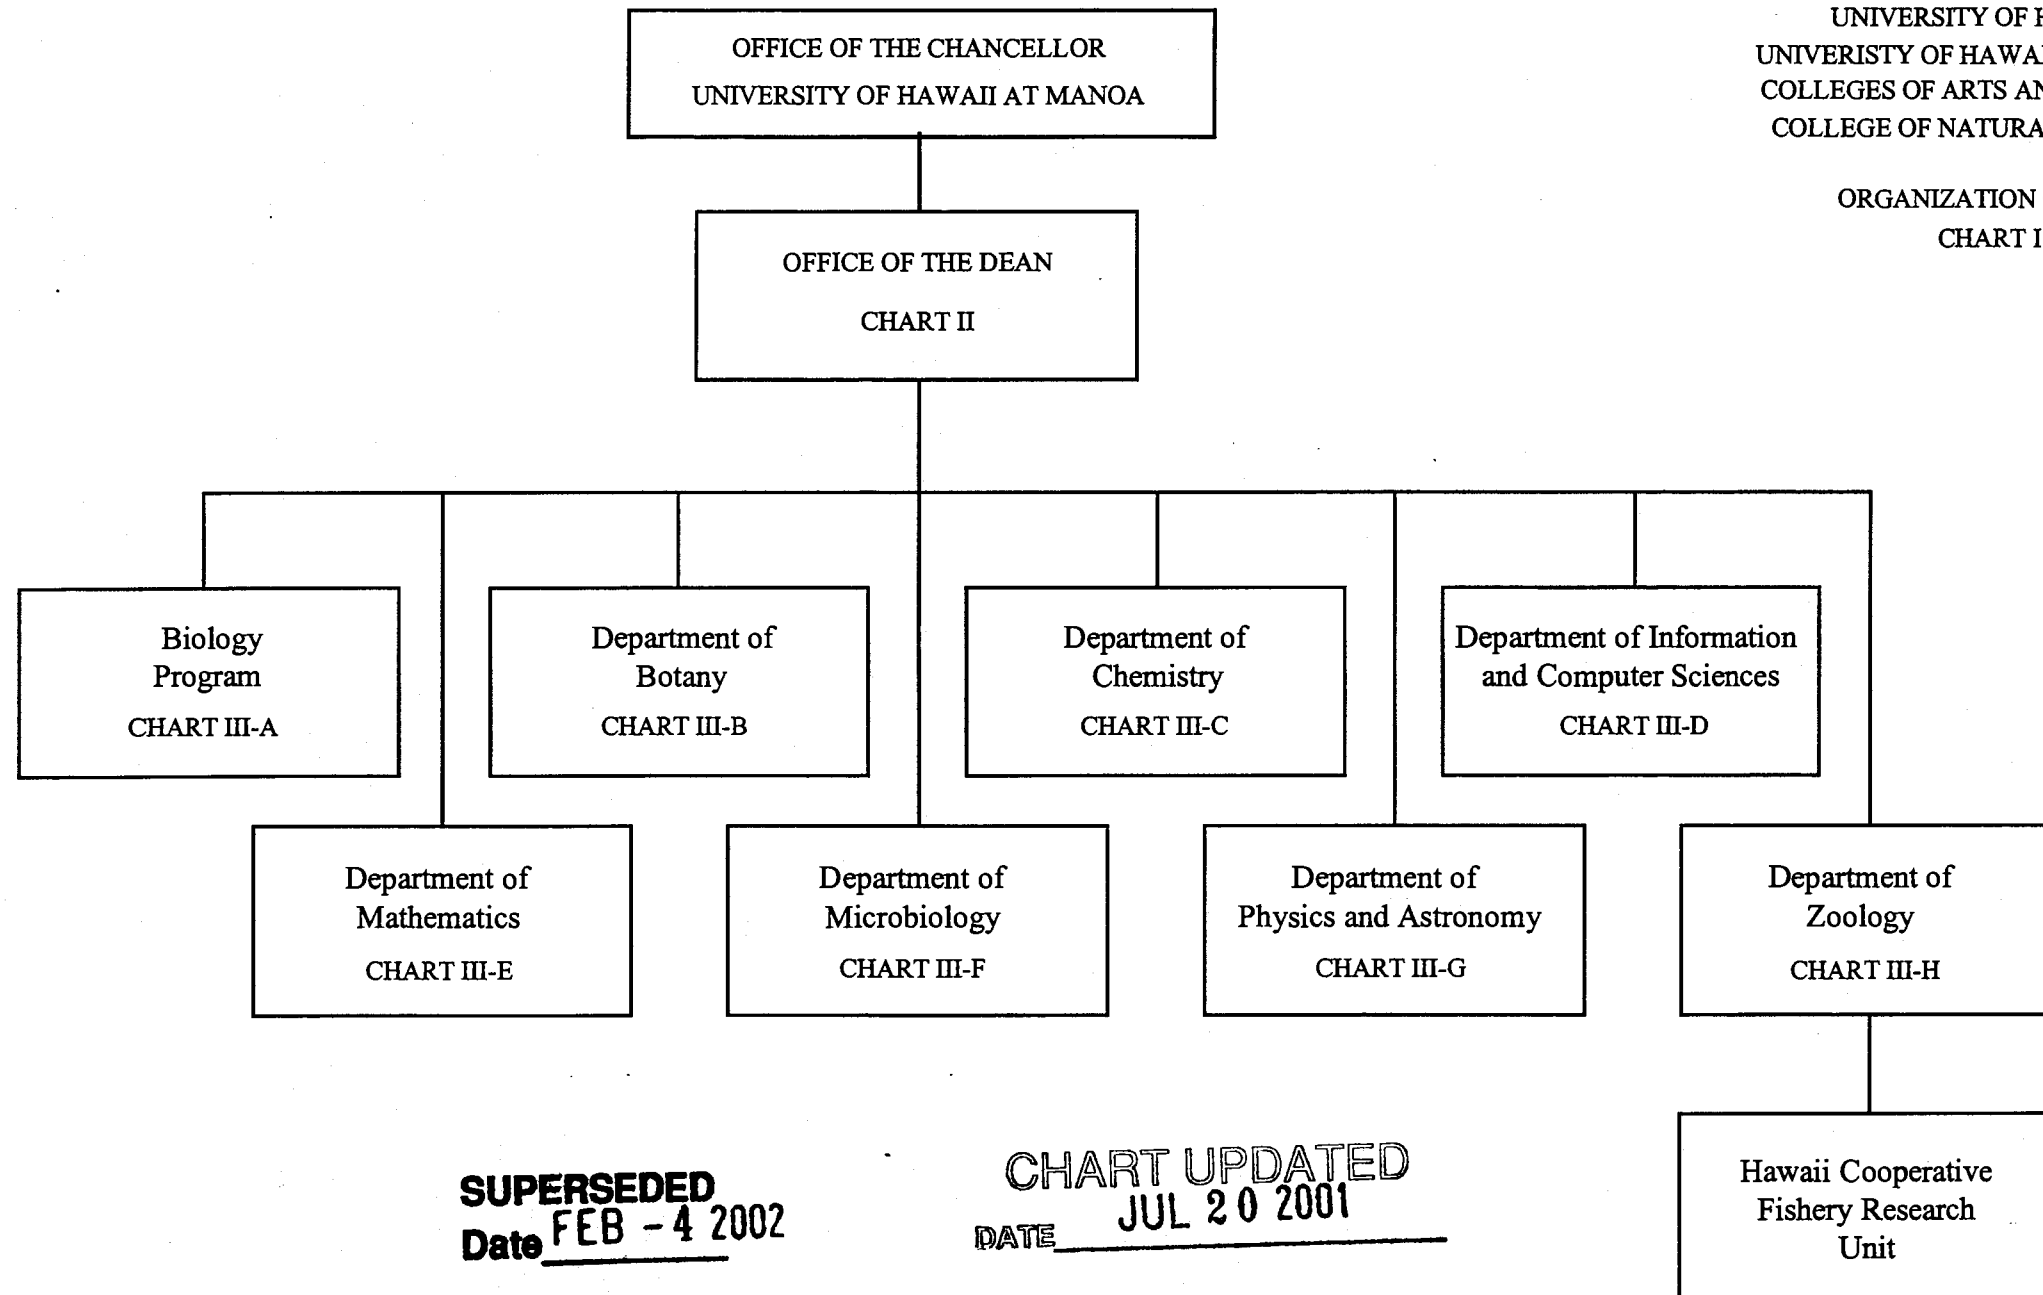 OFFICE OF THE CHANCELLOR
UNIVERSITY OF HAWAII AT MANOA
UNIVERSITY OF
UNIVERISTY OF
COLLEGES OF ARTS
COLLEGE OF
ORGANIZATION
CHART I
OFFICE OF THE DEAN
CHART II
Biology
Program
CHART III-A
Department of
Botany
CHART III-B
Department of
Chemistry
CHART III-C
Department of Information
and Computer Sciences
CHART III-D
Department of
Mathematics
CHART III-E
Department of
Microbiology
CHART III-F
Department of
Physics and Astronomy
CHART III-G
Department of
Zoology
CHART III-H
Hawaii Cooperative
Fishery Research
Unit
SUPERSEDED
Date FEB - 4 2002
CHART UPDATED
DATE JUL 20 2001